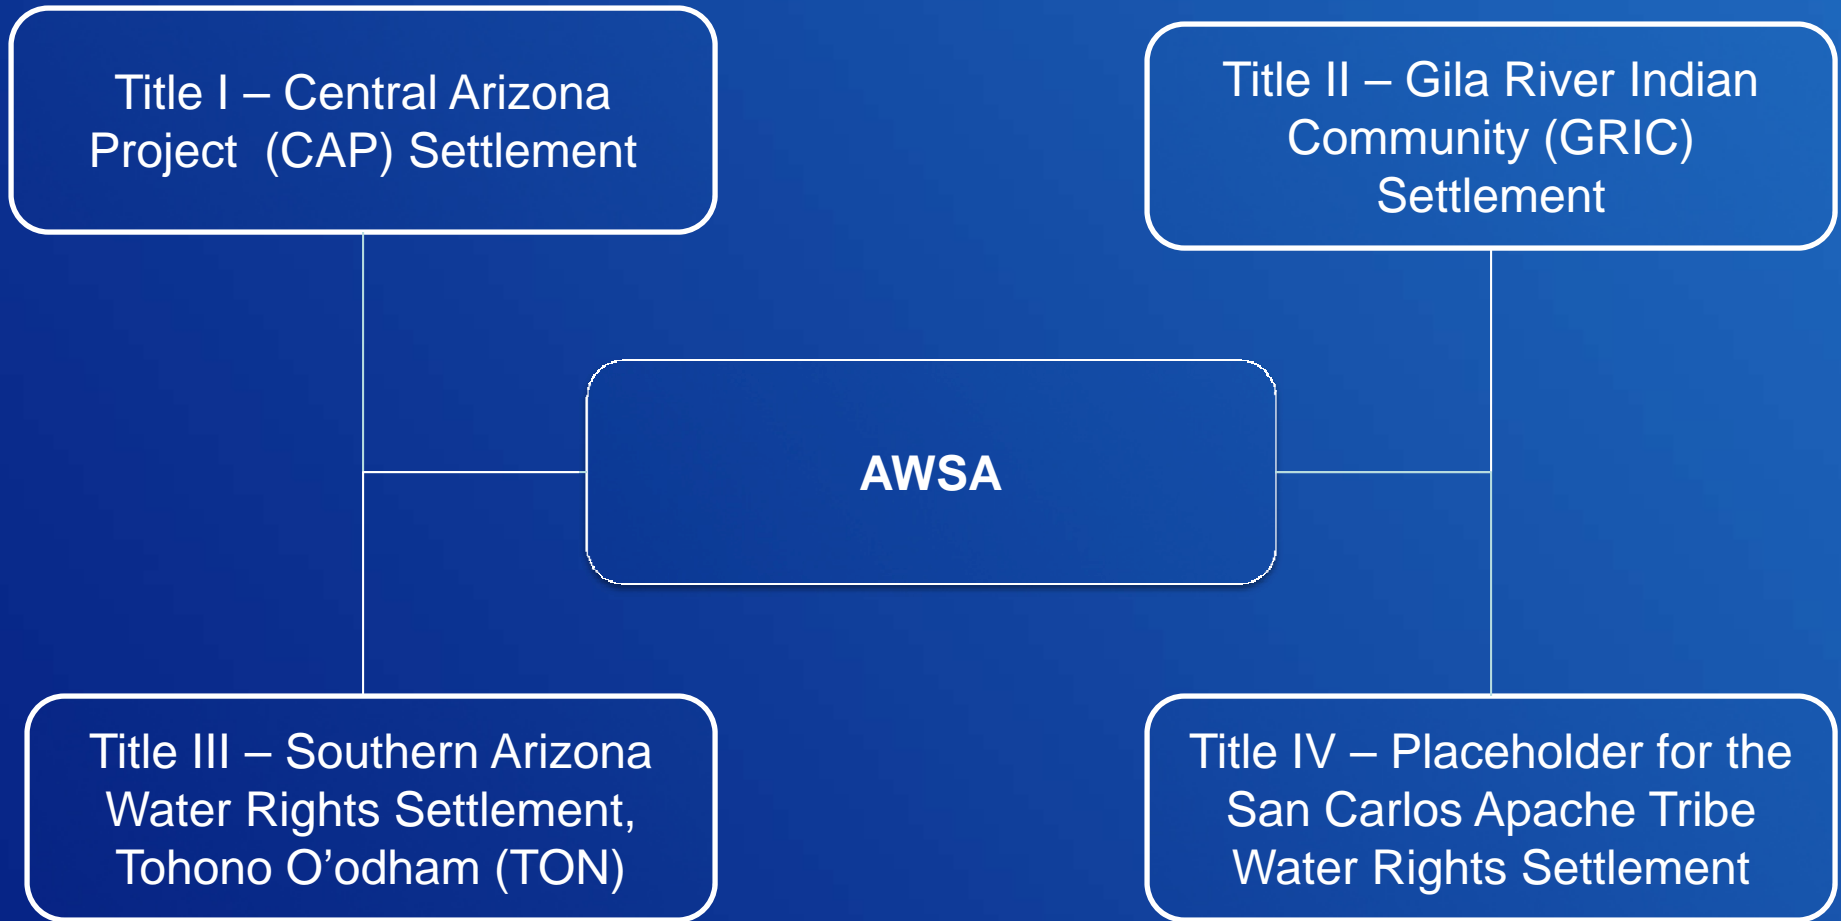 Title I – Central Arizona
Project  (CAP) Settlement
Title II – Gila River Indian
Community (GRIC)
Settlement
AWSA
Title III – Southern Arizona
Water Rights Settlement,
Tohono O’odham (TON)
Title IV – Placeholder for the
San Carlos Apache Tribe
Water Rights Settlement